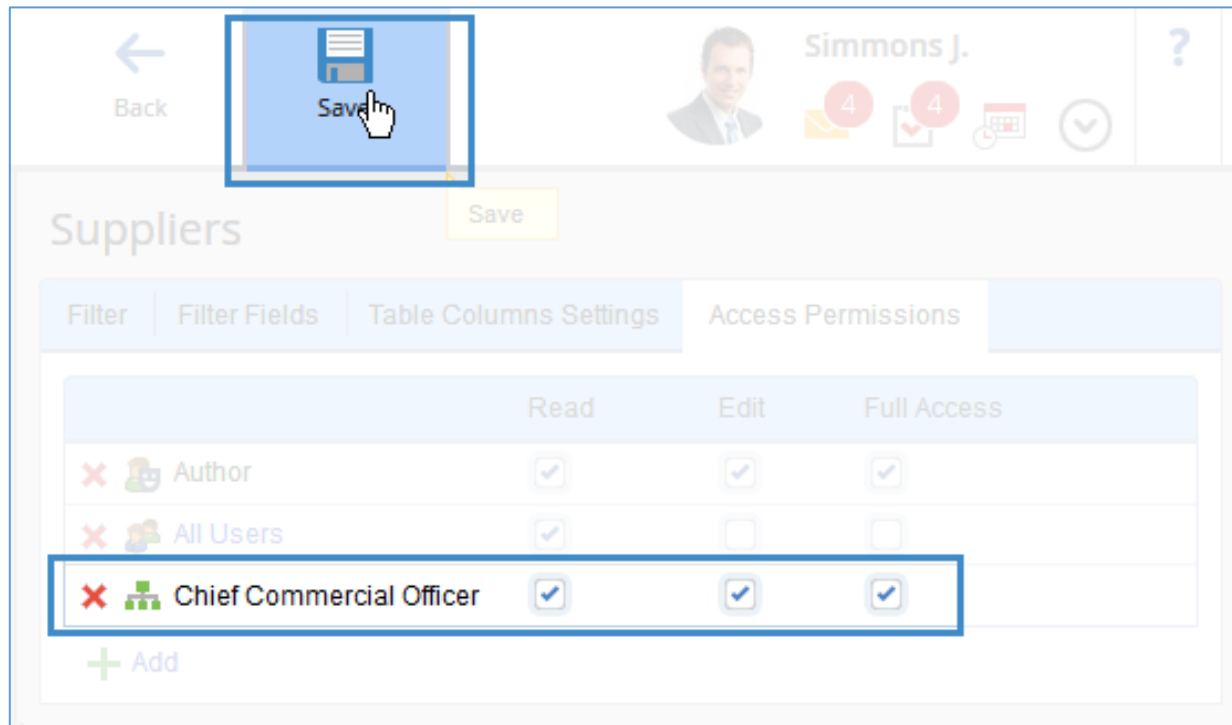 Simmons J.
?
Back
Save
4 4
Suppliers
Save
Filter Filter Fields Table Columns Settings Access Permissions
Read Edit Full Access
Author
All Users
Chief Commercial Officer
Add